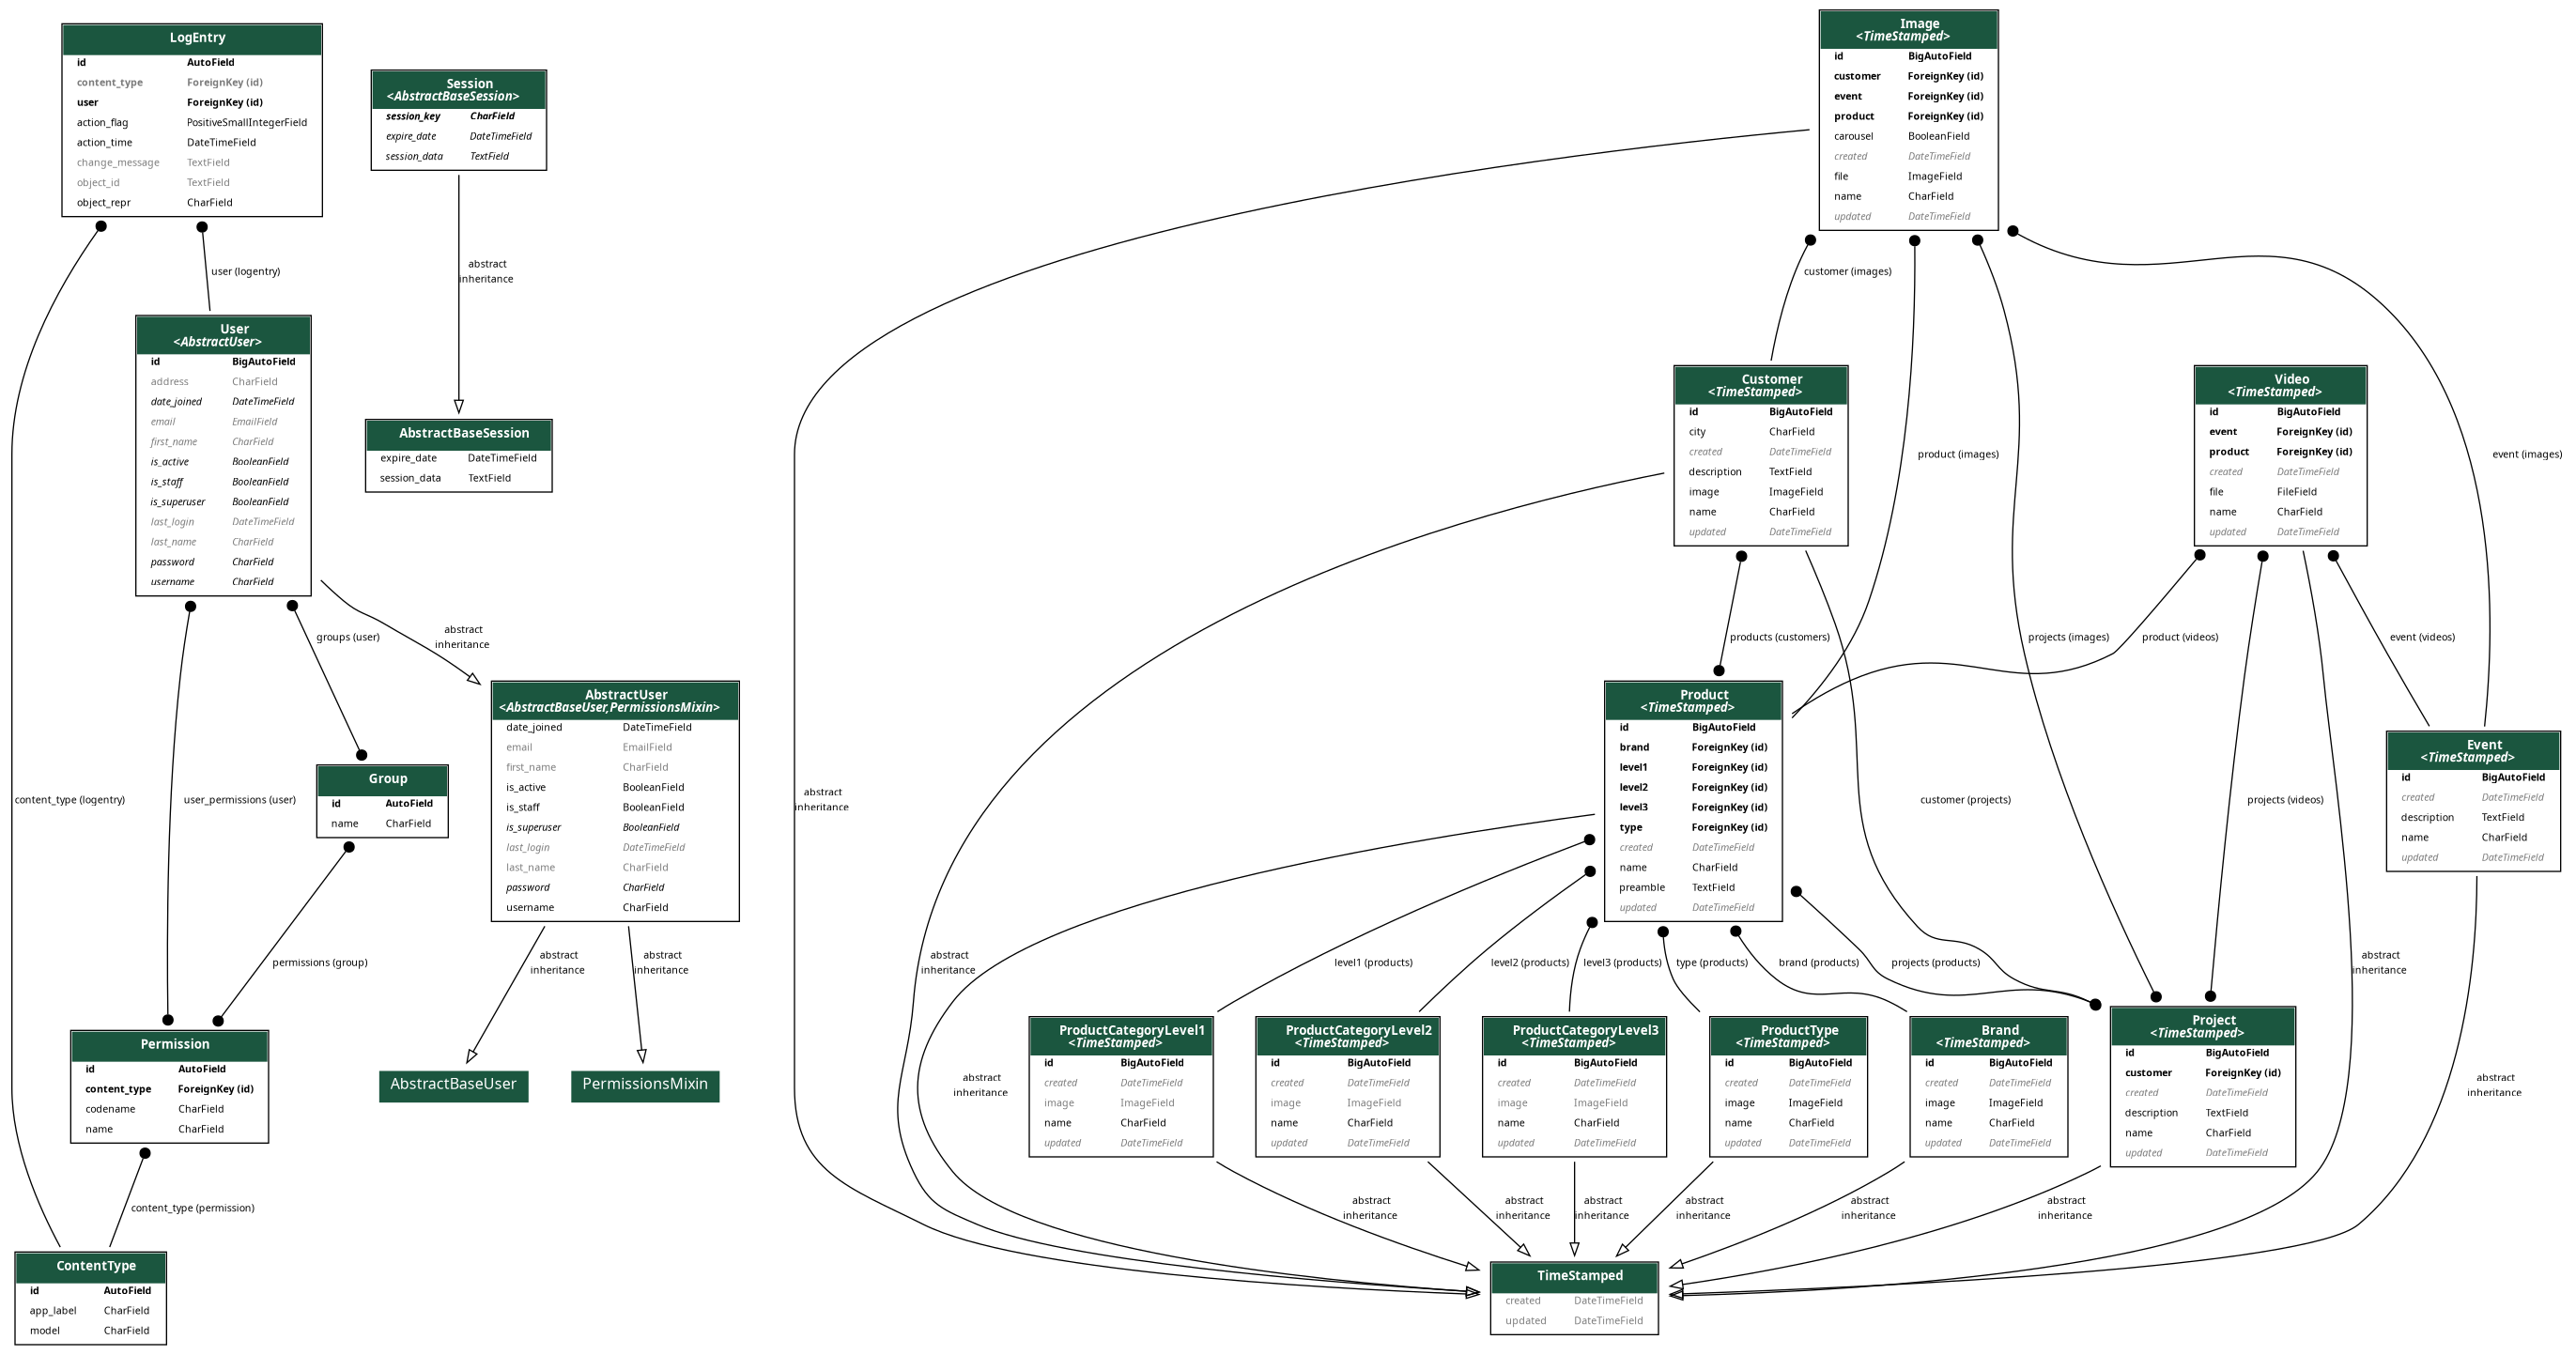 LogEntry
id AutoField
content_type ForeignKey (id)
user ForeignKey (id)
action_flag PositiveSmallIntegerField
action_time DateTimeField
change_message TextField
object_id TextField
object_repr CharField
Session
<AbstractBaseSession>
session_key CharField
expire_date DateTimeField
session_data TextField
Image
<TimeStamped>
id BigAutoField
customer ForeignKey (id)
event ForeignKey (id)
product ForeignKey (id)
carousel BooleanField
created DateTimeField
file ImageField
name CharField
updated DateTimeField
user (logentry)
abstract
inheritance
customer (images)
User
<AbstractUser>
id BigAutoField
address CharField
date_joined DateTimeField
email EmailField
first_name CharField
is_active BooleanField
is_staff BooleanField
is_superuser BooleanField
last_login DateTimeField
last_name CharField
password CharField
username CharField
AbstractBaseSession
expire_date DateTimeField
session_data TextField
Customer
<TimeStamped>
id BigAutoField
city CharField
created DateTimeField
description TextField
image ImageField
name CharField
updated DateTimeField
product (images)
Video
<TimeStamped>
id BigAutoField
event ForeignKey (id)
product ForeignKey (id)
created DateTimeField
file FileField
name CharField
updated DateTimeField
event (images)
groups (user)
abstract
inheritance
products (customers)
projects (images)
product (videos)
event (videos)
AbstractUser
<AbstractBaseUser,PermissionsMixin>
date_joined DateTimeField
email EmailField
first_name CharField
is_active BooleanField
is_staff BooleanField
is_superuser BooleanField
last_login DateTimeField
last_name CharField
password CharField
username CharField
Group
id AutoField
name CharField
content_type (logentry)
user_permissions (user)
abstract
inheritance
Product
<TimeStamped>
id BigAutoField
brand ForeignKey (id)
level1 ForeignKey (id)
level2 ForeignKey (id)
level3 ForeignKey (id)
type ForeignKey (id)
created DateTimeField
name CharField
preamble TextField
updated DateTimeField
customer (projects)
projects (videos)
Event
<TimeStamped>
id BigAutoField
created DateTimeField
description TextField
name CharField
updated DateTimeField
permissions (group)
abstract
inheritance
abstract
inheritance
abstract
inheritance
level1 (products)
level2 (products)
level3 (products)
type (products)
brand (products)
projects (products)
abstract
inheritance
Permission
id AutoField
content_type ForeignKey (id)
codename CharField
name CharField
AbstractBaseUser
PermissionsMixin
abstract
inheritance
ProductCategoryLevel1
<TimeStamped>
id BigAutoField
created DateTimeField
image ImageField
name CharField
updated DateTimeField
ProductCategoryLevel2
<TimeStamped>
id BigAutoField
created DateTimeField
image ImageField
name CharField
updated DateTimeField
ProductCategoryLevel3
<TimeStamped>
id BigAutoField
created DateTimeField
image ImageField
name CharField
updated DateTimeField
ProductType
<TimeStamped>
id BigAutoField
created DateTimeField
image ImageField
name CharField
updated DateTimeField
Brand
<TimeStamped>
id BigAutoField
created DateTimeField
image ImageField
name CharField
updated DateTimeField
Project
<TimeStamped>
id BigAutoField
customer ForeignKey (id)
created DateTimeField
description TextField
name CharField
updated DateTimeField
abstract
inheritance
content_type (permission)
abstract
inheritance
abstract
inheritance
abstract
inheritance
abstract
inheritance
abstract
inheritance
abstract
inheritance
ContentType
id AutoField
app_label CharField
model CharField
TimeStamped
created DateTimeField
updated DateTimeField